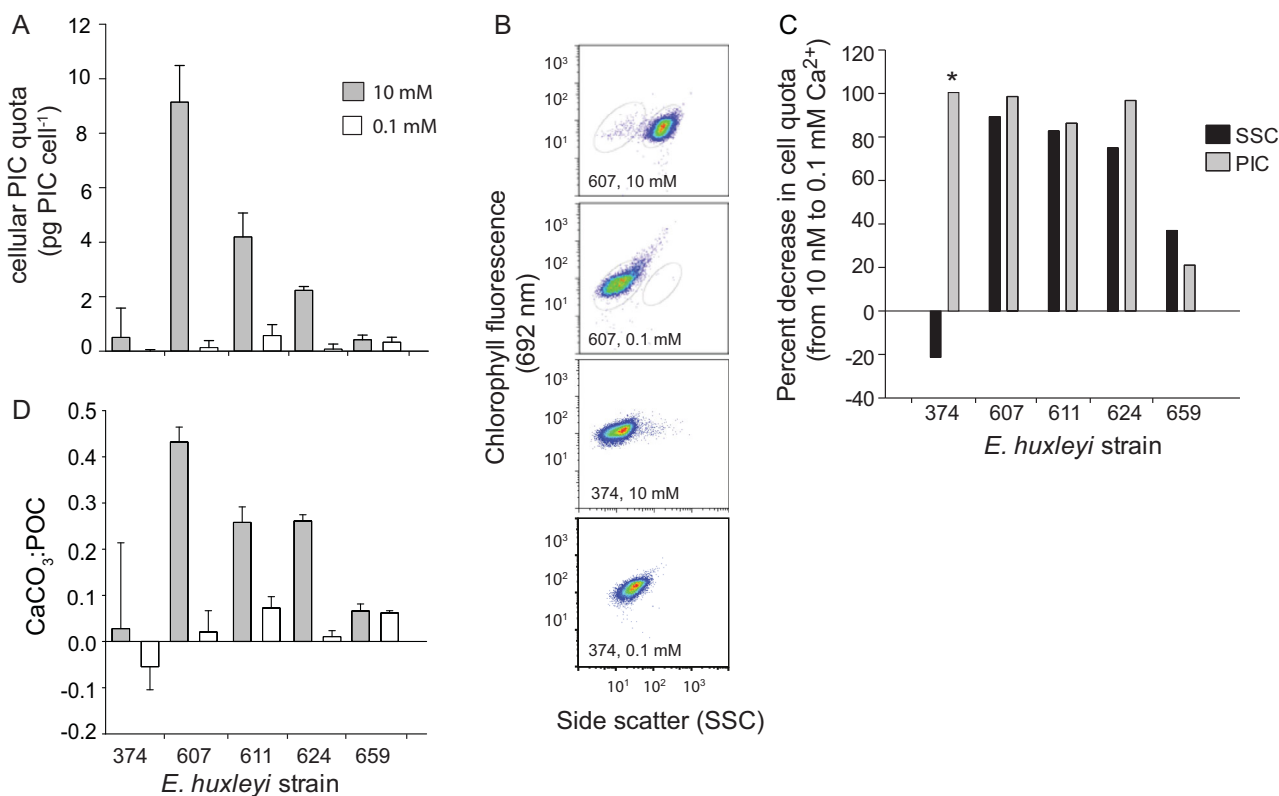 A
12
10
8
6
4
2
0
cellular PIC quota
(pg PIC cell⁻¹)
10 mM
0.1 mM
B
10³
10²
10¹
607, 10 mM
10³
10²
10¹
607, 0.1 mM
10³
10²
10¹
374, 10 mM
10³
10²
10¹
374, 0.1 mM
10¹ 10² 10³
Chlorophyll fluorescence
(692 nm)
Side scatter (SSC)
C
120
100
80
60
40
20
0
-20
-40
Percent decrease in cell quota
(from 10 nM to 0.1 mM Ca²⁺)
*
SSC
PIC
374 607 611 624 659
E. huxleyi strain
D
0.5
0.4
0.3
0.2
0.1
0.0
-0.1
-0.2
CaCO₃:POC
374 607 611 624 659
E. huxleyi strain